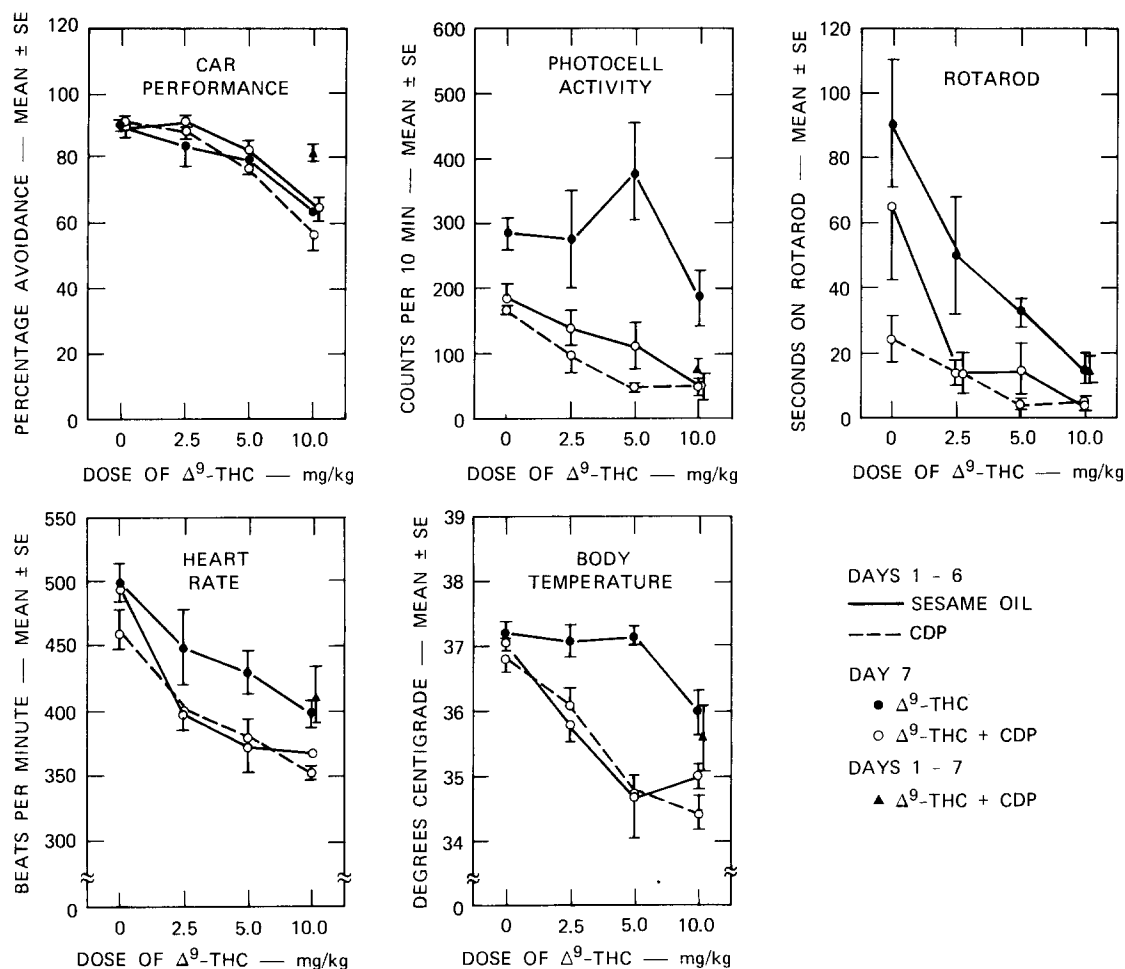 CAR
PERFORMANCE
PERCENTAGE AVOIDANCE — MEAN ± SE
120
100
80
60
40
20
0
0 2.5 5.0 10.0
DOSE OF Δ⁹-THC — mg/kg
PHOTOCELL
ACTIVITY
COUNTS PER 10 MIN — MEAN ± SE
600
500
400
300
200
100
0
0 2.5 5.0 10.0
DOSE OF Δ⁹-THC — mg/kg
ROTAROD
SECONDS ON ROTAROD — MEAN ± SE
120
100
80
60
40
20
0
0 2.5 5.0 10.0
DOSE OF Δ⁹-THC — mg/kg
HEART
RATE
BEATS PER MINUTE — MEAN ± SE
550
500
450
400
350
300
0
0 2.5 5.0 10.0
DOSE OF Δ⁹-THC — mg/kg
BODY
TEMPERATURE
DEGREES CENTIGRADE — MEAN ± SE
39
38
37
36
35
34
0
0 2.5 5.0 10.0
DOSE OF Δ⁹-THC — mg/kg
DAYS 1 - 6
SESAME OIL
CDP
DAY 7
Δ⁹-THC
Δ⁹-THC + CDP
DAYS 1 - 7
Δ⁹-THC + CDP